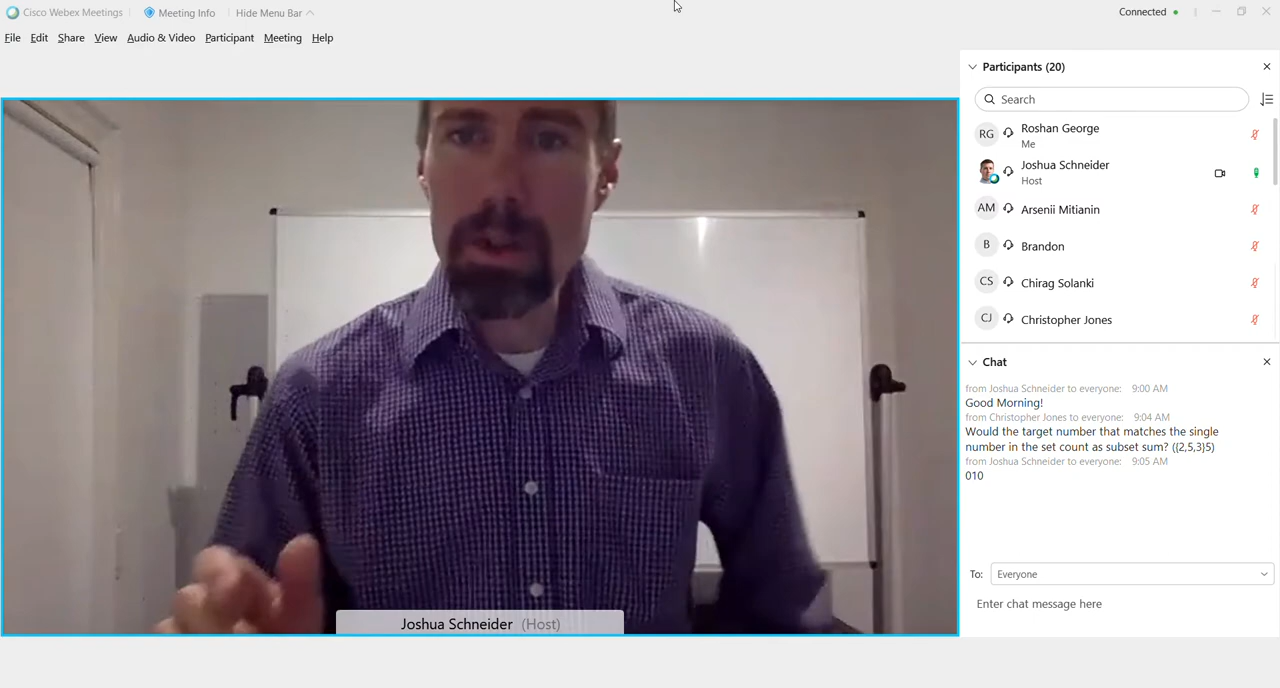 Cisco Webex Meetings
Meeting Info
Hide Menu Bar
Connected
File Edit Share View Audio & Video Participant Meeting Help
Participants (20)
Search
RG
Roshan George
Me
Joshua Schneider
Host
AM
Arsenii Mitianin
B
Brandon
CS
Chirag Solanki
CJ
Christopher Jones
Chat
from Joshua Schneider to everyone: 9:00 AM
Good Morning!
from Christopher Jones to everyone: 9:04 AM
Would the target number that matches the single
number in the set count as subset sum? ({2,5,3}5)
from Joshua Schneider to everyone: 9:05 AM
010
To: Everyone
Enter chat message here
Joshua Schneider (Host)